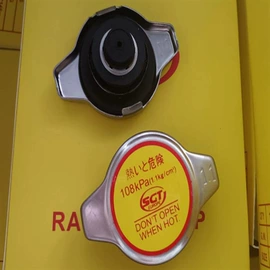 熱いと危険
108kPa(1.1kg/cm²)
SCT
DON'T OPEN
WHEN HOT
RA
P